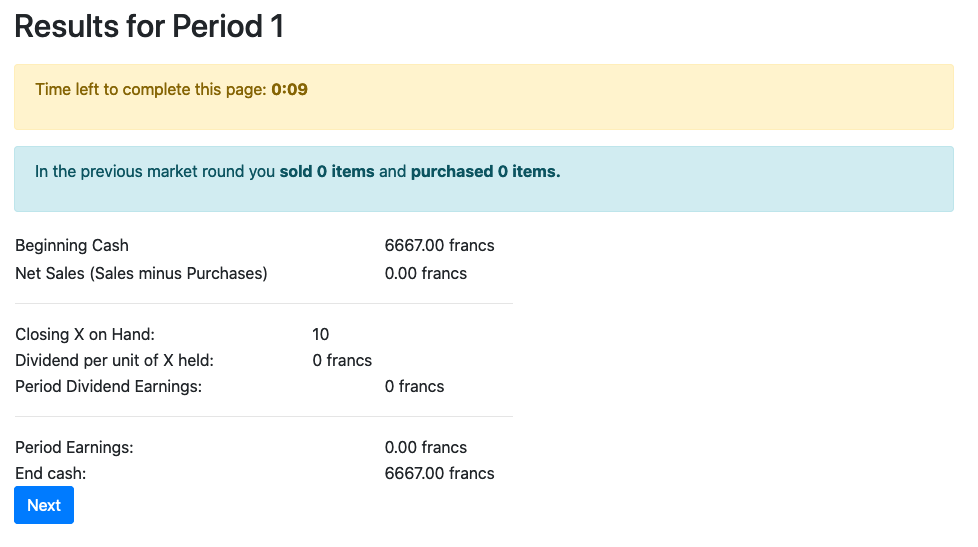 Results for Period 1
Time left to complete this page: 0:09
In the previous market round you sold 0 items and purchased 0 items.
Beginning Cash 6667.00 francs
Net Sales (Sales minus Purchases) 0.00 francs
Closing X on Hand: 10
Dividend per unit of X held: 0 francs
Period Dividend Earnings: 0 francs
Period Earnings: 0.00 francs
End cash: 6667.00 francs
Next